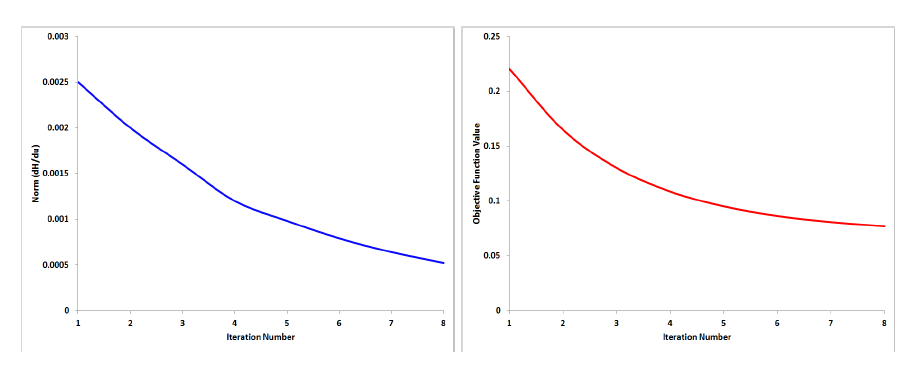 0.003
0.0025
0.002
0.0015
0.001
0.0005
0
Norm (dH/du)
1 2 3 4 5 6 7 8
Iteration Number
0.25
0.2
0.15
0.1
0.05
0
Objective Function Value
1 2 3 4 5 6 7 8
Iteration Number